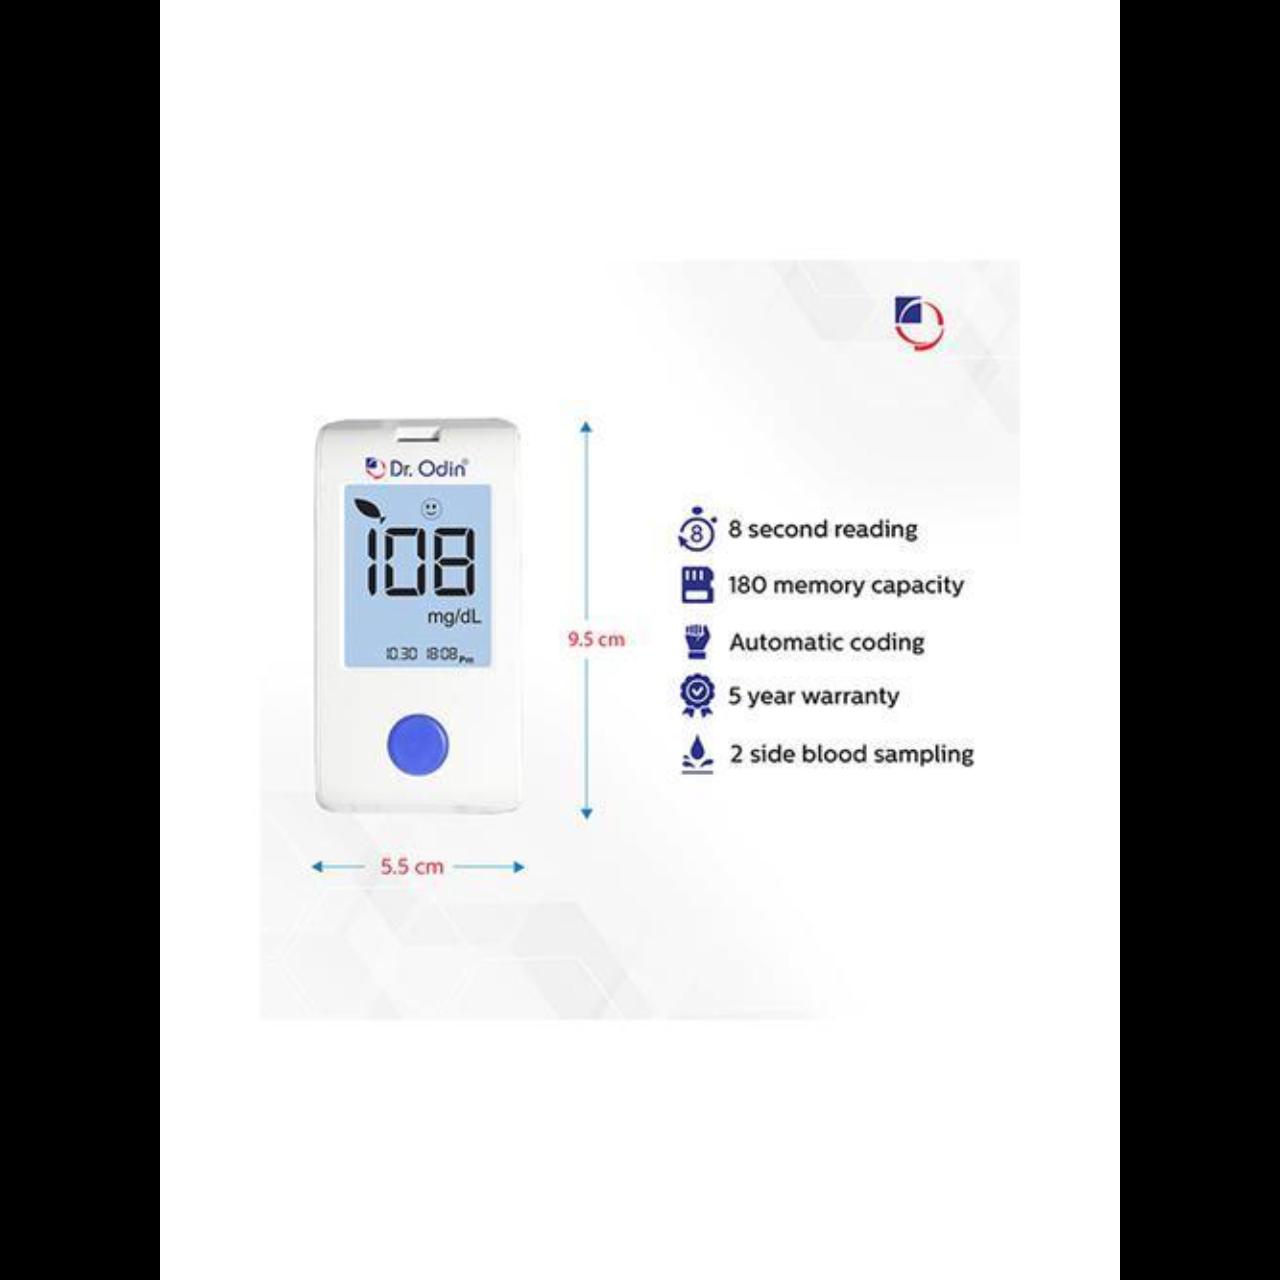 Dr. Odin®
108
mg/dL
10.30 18:08 Pm
9.5 cm
5.5 cm
8
8 second reading
180 memory capacity
Automatic coding
5 year warranty
2 side blood sampling